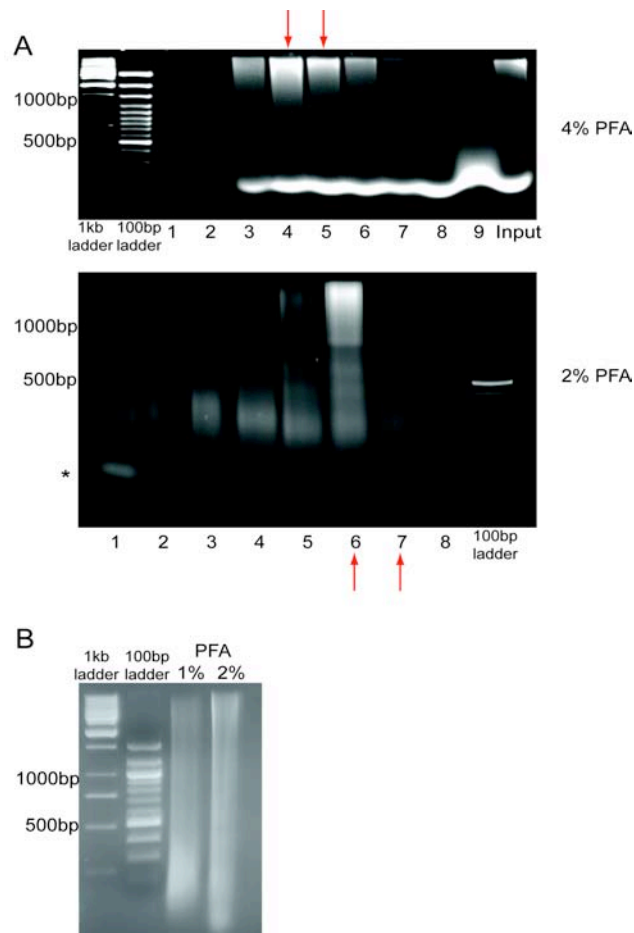 A
1000bp
500bp
4% PFA
1kb ladder 100bp ladder 1 2 3 4 5 6 7 8 9 Input
1000bp
500bp
2% PFA
*
1 2 3 4 5 6 7 8 100bp ladder
B
PFA
1kb ladder 100bp ladder 1% 2%
1000bp
500bp